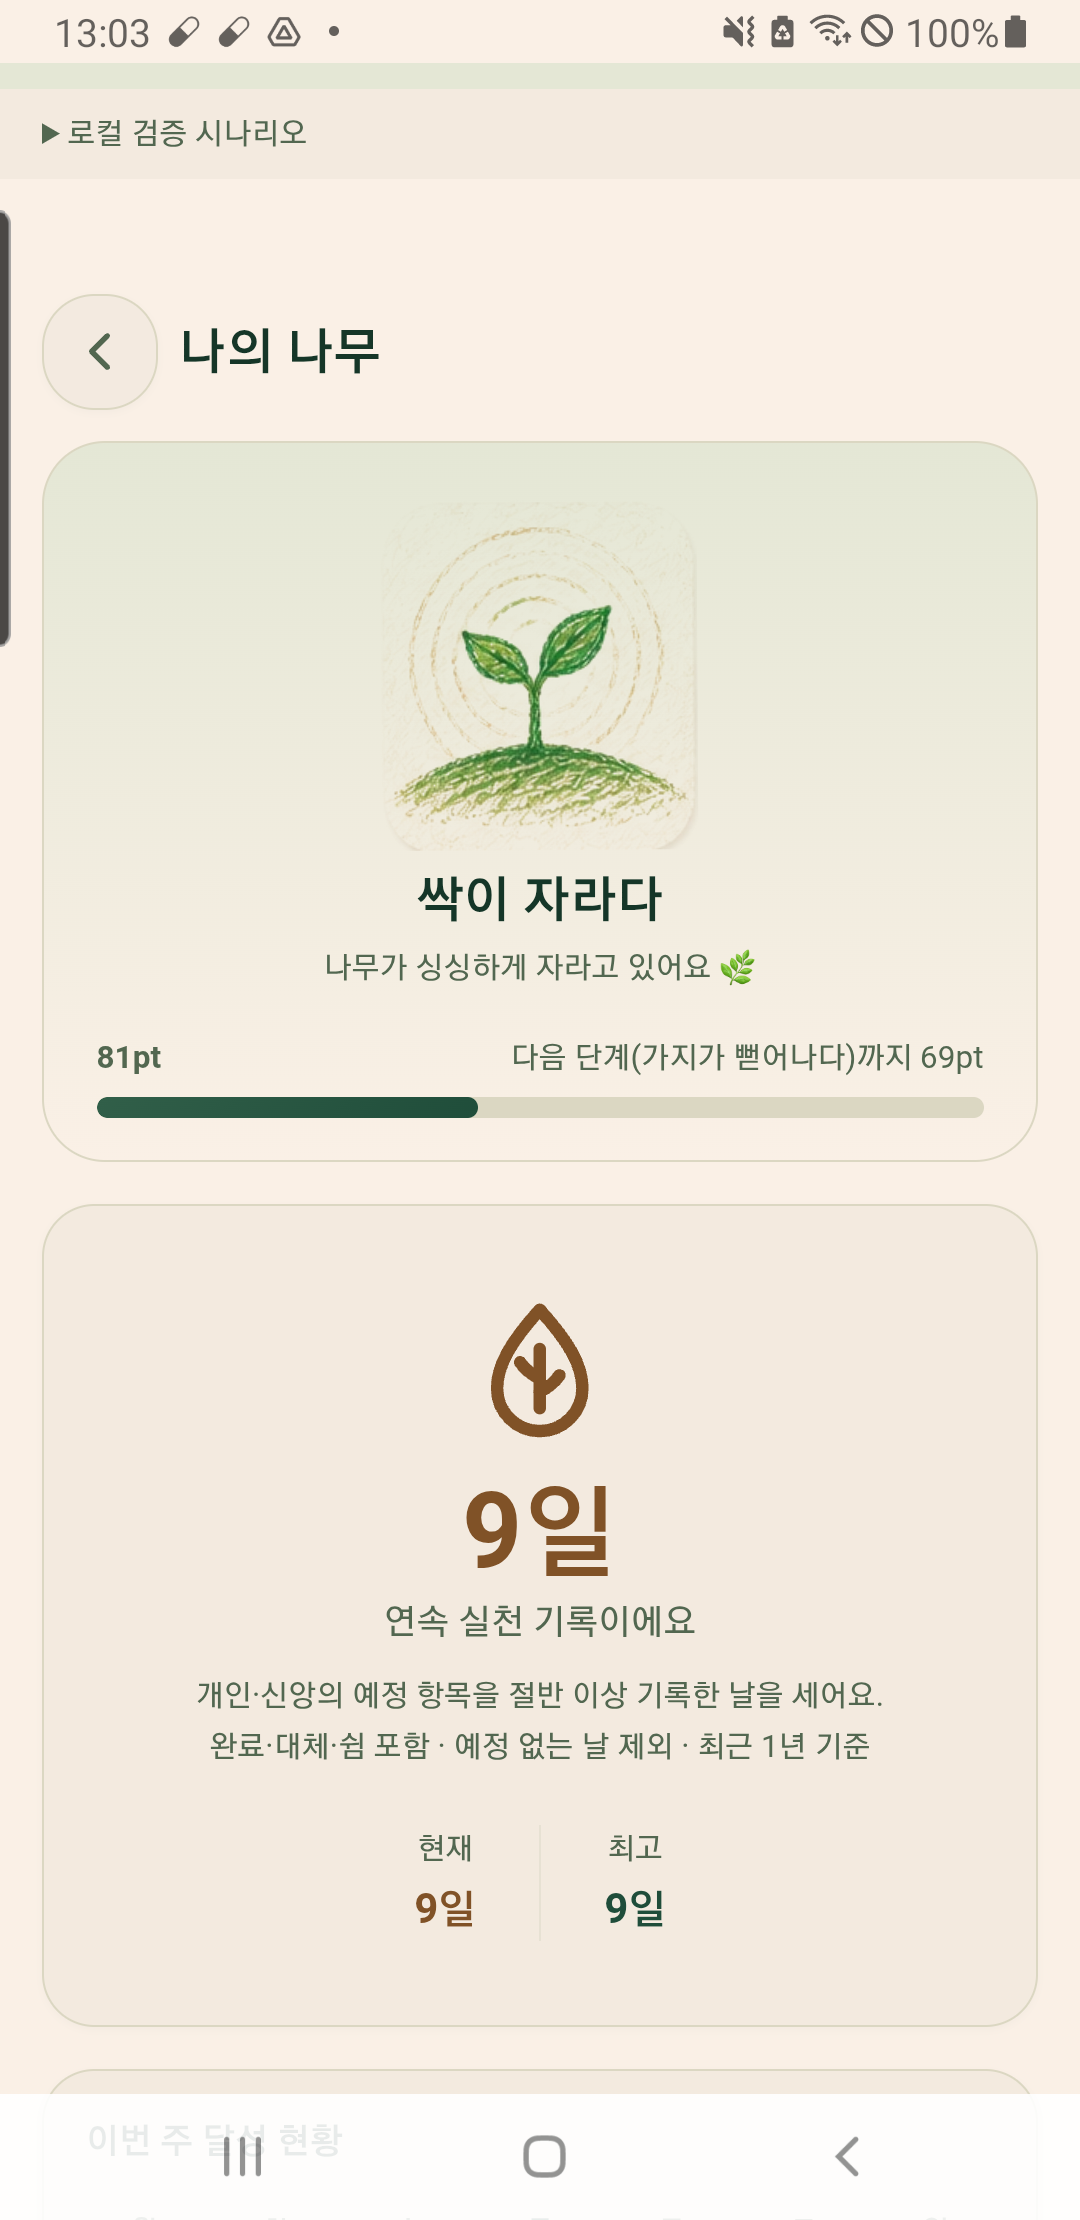 13:03
100%
▶ 로컬 검증 시나리오
나의 나무
싹이 자라다
나무가 싱싱하게 자라고 있어요 🌿
81pt
다음 단계(가지가 뻗어나다)까지 69pt
9일
연속 실천 기록이에요
개인·신앙의 예정 항목을 절반 이상 기록한 날을 세어요.
완료·대체·쉼 포함 · 예정 없는 날 제외 · 최근 1년 기준
현재
최고
9일
9일
이번 주 달성 현황